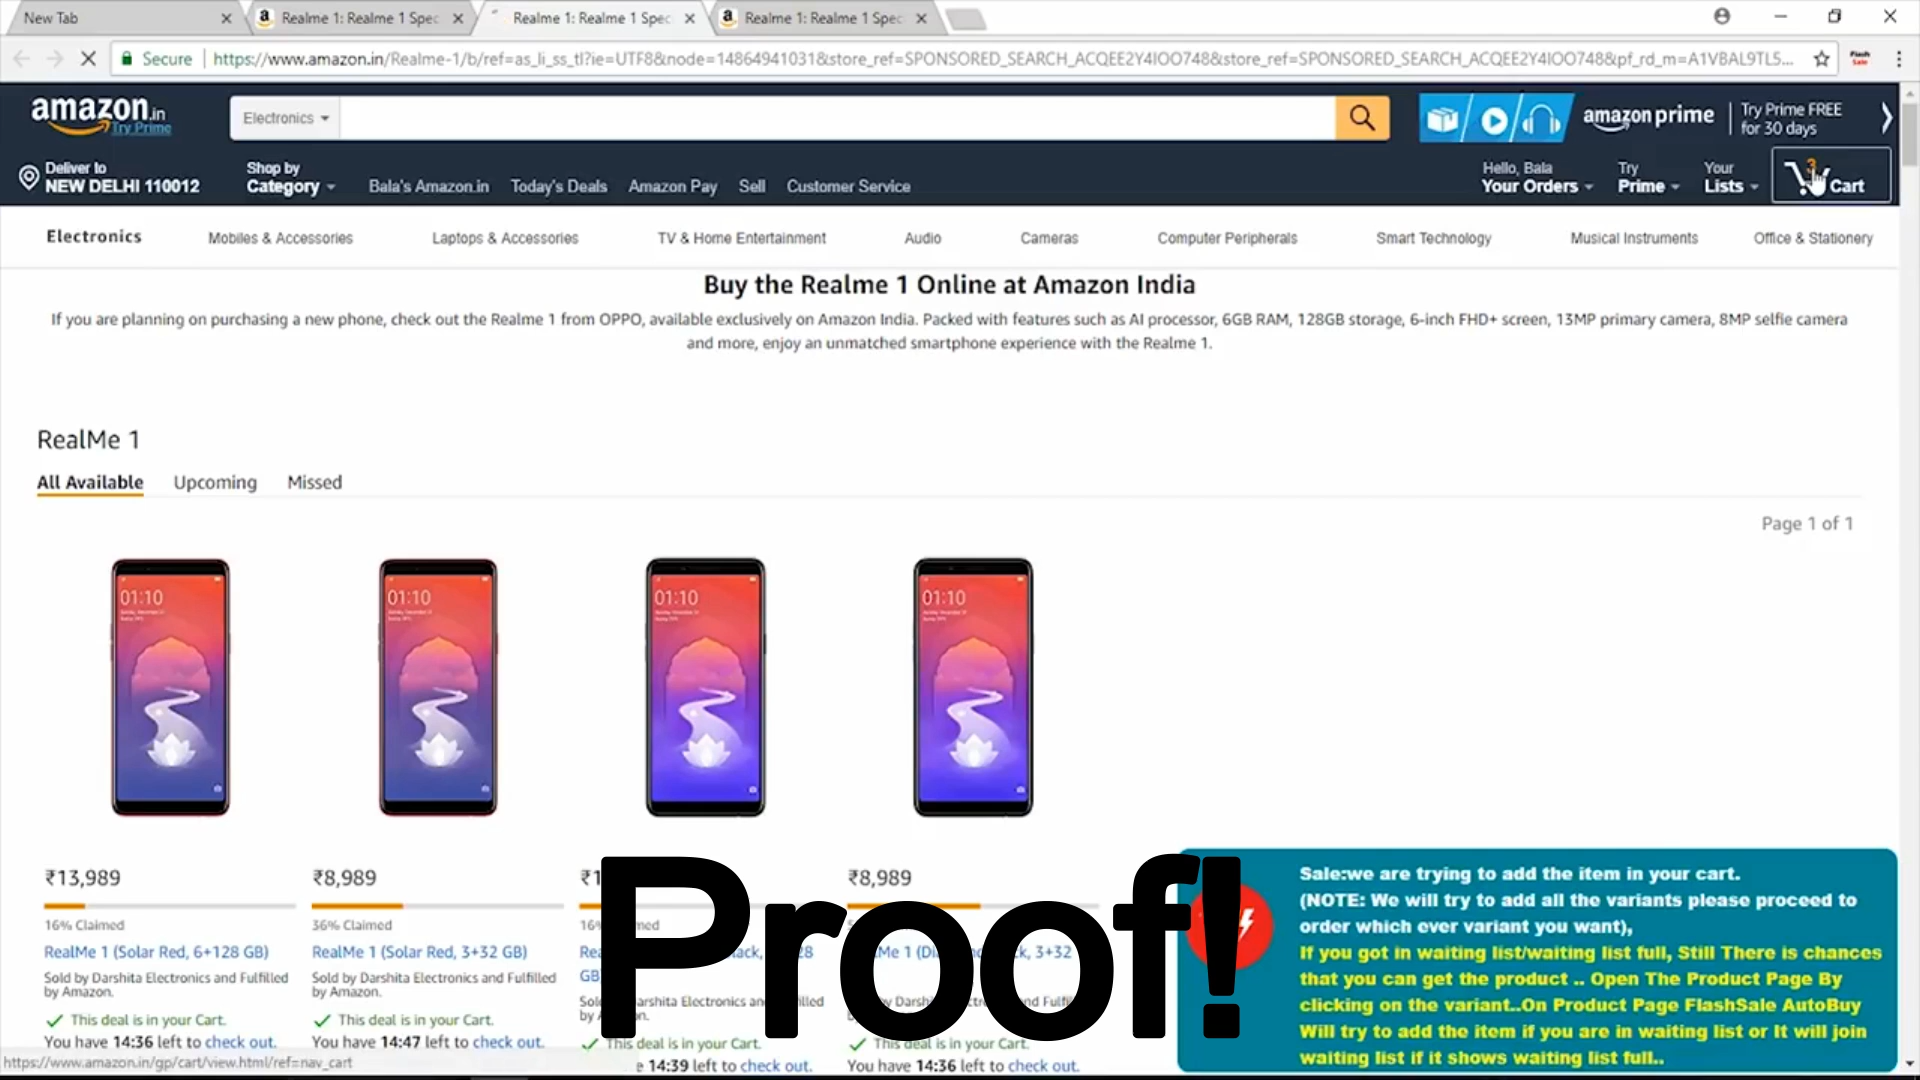 New Tab
Realme 1: Realme 1 Spec
Realme 1: Realme 1 Spec
Realme 1: Realme 1 Spec
Secure
https://www.amazon.in/Realme-1/b/ref=as_li_ss_tl?ie=UTF8&node=14864941031&store_ref=SPONSORED_SEARCH_ACQEE2Y4IOO748&store_ref=SPONSORED_SEARCH_ACQEE2Y4IOO748&pf_rd_m=A1VBAL9TL5...
Flash
Sale
amazon.in
Try Prime
Electronics
amazon prime
Try Prime FREE
for 30 days
Deliver to
NEW DELHI 110012
Shop by
Category
Bala's Amazon.in
Today's Deals
Amazon Pay
Sell
Customer Service
Hello, Bala
Your Orders
Try
Prime
Your
Lists
3
Cart
Electronics
Mobiles & Accessories
Laptops & Accessories
TV & Home Entertainment
Audio
Cameras
Computer Peripherals
Smart Technology
Musical Instruments
Office & Stationery
Buy the Realme 1 Online at Amazon India
If you are planning on purchasing a new phone, check out the Realme 1 from OPPO, available exclusively on Amazon India. Packed with features such as AI processor, 6GB RAM, 128GB storage, 6-inch FHD+ screen, 13MP primary camera, 8MP selfie camera
and more, enjoy an unmatched smartphone experience with the Realme 1.
RealMe 1
All Available
Upcoming
Missed
Page 1 of 1
01:10
01:10
01:10
01:10
₹13,989
16% Claimed
RealMe 1 (Solar Red, 6+128 GB)
Sold by Darshita Electronics and Fulfilled
by Amazon.
This deal is in your Cart.
You have 14:36 left to check out.
₹8,989
36% Claimed
RealMe 1 (Solar Red, 3+32 GB)
Sold by Darshita Electronics and Fulfilled
by Amazon.
This deal is in your Cart.
You have 14:47 left to check out.
This deal is in your Cart.
14:39 left to check out.
₹8,989
This deal is in your Cart.
You have 14:36 left to check out.
Proof!
Sale:we are trying to add the item in your cart.
(NOTE: We will try to add all the variants please proceed to
order which ever variant you want),
If you got in waiting list/waiting list full, Still There is chances
that you can get the product .. Open The Product Page By
clicking on the variant..On Product Page FlashSale AutoBuy
Will try to add the item if you are in waiting list or It will join
waiting list if it shows waiting list full..
https://www.amazon.in/gp/cart/view.html/ref=nav_cart